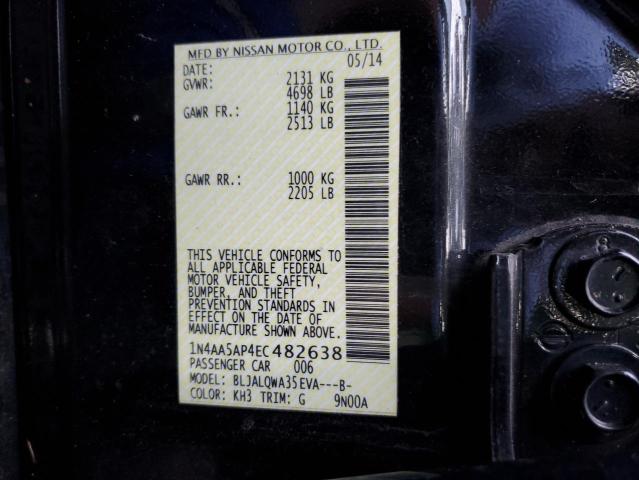 MFD BY NISSAN MOTOR CO., LTD.
DATE: 05/14
GVWR: 2131 KG
4698 LB
GAWR FR.: 1140 KG
2513 LB
GAWR RR.: 1000 KG
2205 LB
THIS VEHICLE CONFORMS TO
ALL APPLICABLE FEDERAL
MOTOR VEHICLE SAFETY,
BUMPER, AND THEFT
PREVENTION STANDARDS IN
EFFECT ON THE DATE OF
MANUFACTURE SHOWN ABOVE.
1N4AA5AP4EC482638
PASSENGER CAR 006
MODEL: BLJALQWA35EVA---B-
COLOR: KH3 TRIM: G 9N00A
8